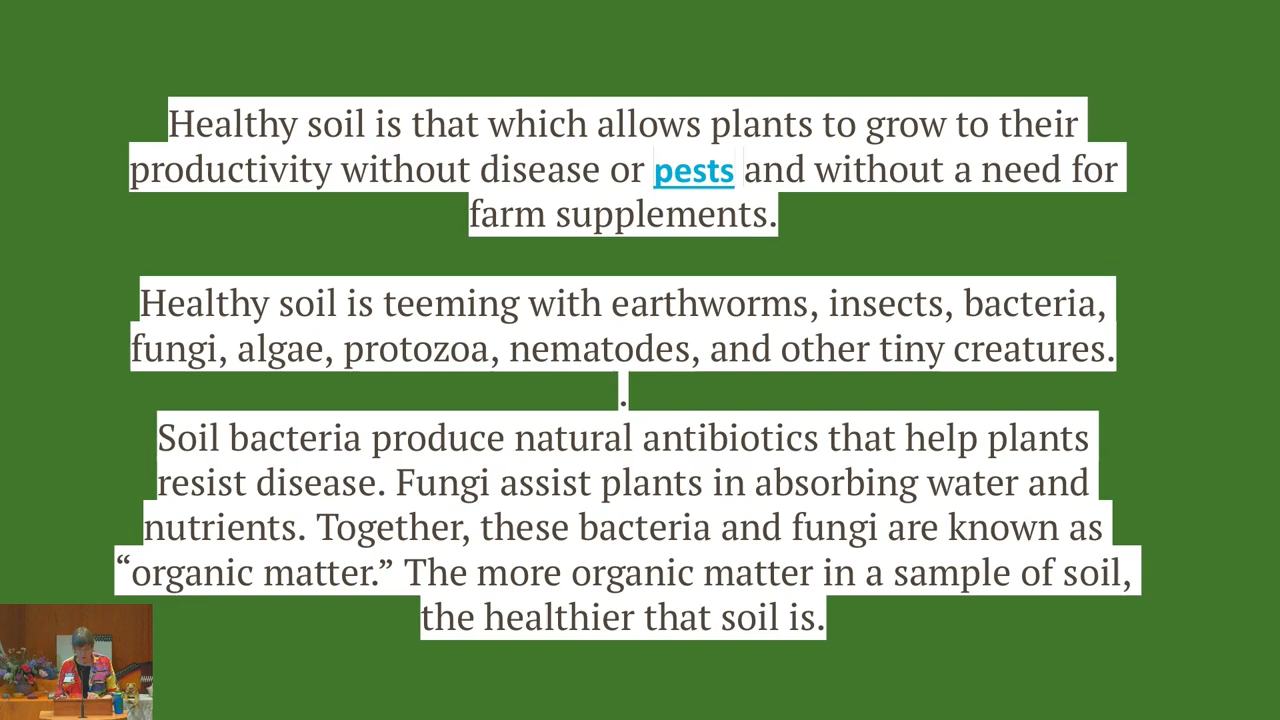 Healthy soil is that which allows plants to grow to their
productivity without disease or pests and without a need for
farm supplements.
Healthy soil is teeming with earthworms, insects, bacteria,
fungi, algae, protozoa, nematodes, and other tiny creatures.
.
Soil bacteria produce natural antibiotics that help plants
resist disease. Fungi assist plants in absorbing water and
nutrients. Together, these bacteria and fungi are known as
“organic matter.” The more organic matter in a sample of soil,
the healthier that soil is.